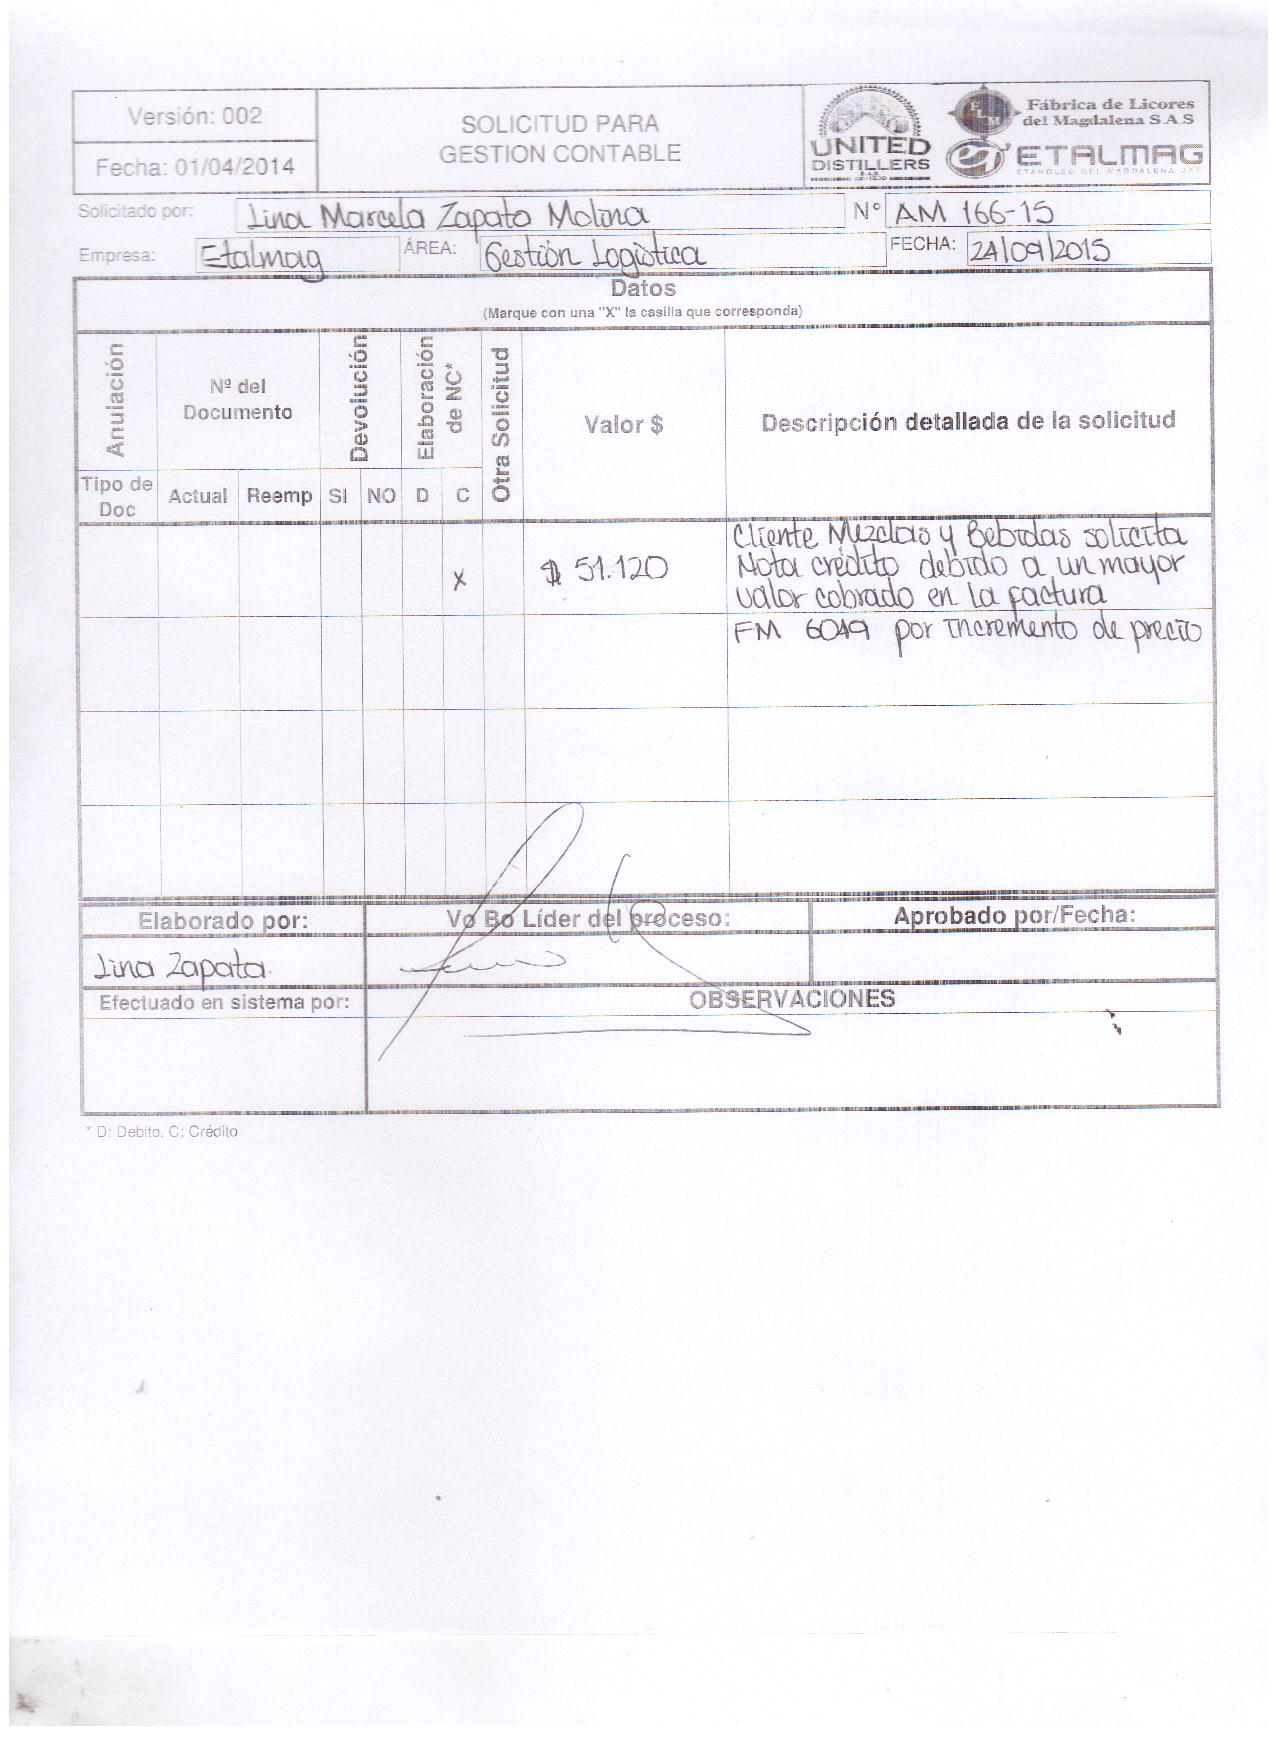 Versión: 002
Fecha: 01/04/2014
SOLICITUD PARA
GESTION CONTABLE
UNITED
DISTILLERS
S.A.S
Fábrica de Licores
del Magdalena S.A.S
ETALMAG
ETANOLES DEL MAGDALENA SAS
Solicitado por: Lina Marcela Zapata Molina N° AM 166-15
Empresa: Etalmag ÁREA: Gestión Logística FECHA: 24/09/2015
Datos
(Marque con una "X" la casilla que corresponda)
Anulación
Nº del
Documento
Devolución
Elaboración
de NC*
Otra Solicitud
Valor $
Descripción detallada de la solicitud
Tipo de
Doc
Actual Reemp SI NO D C
X $ 51.120
Cliente Mezclas y Bebidas solicita
Nota crédito debido a un mayor
valor cobrado en la factura
FM 6049 por incremento de precio
Elaborado por: Vo Bo Líder del proceso: Aprobado por/Fecha:
Lina Zapata.
Efectuado en sistema por: OBSERVACIONES
* D: Debito. C: Crédito